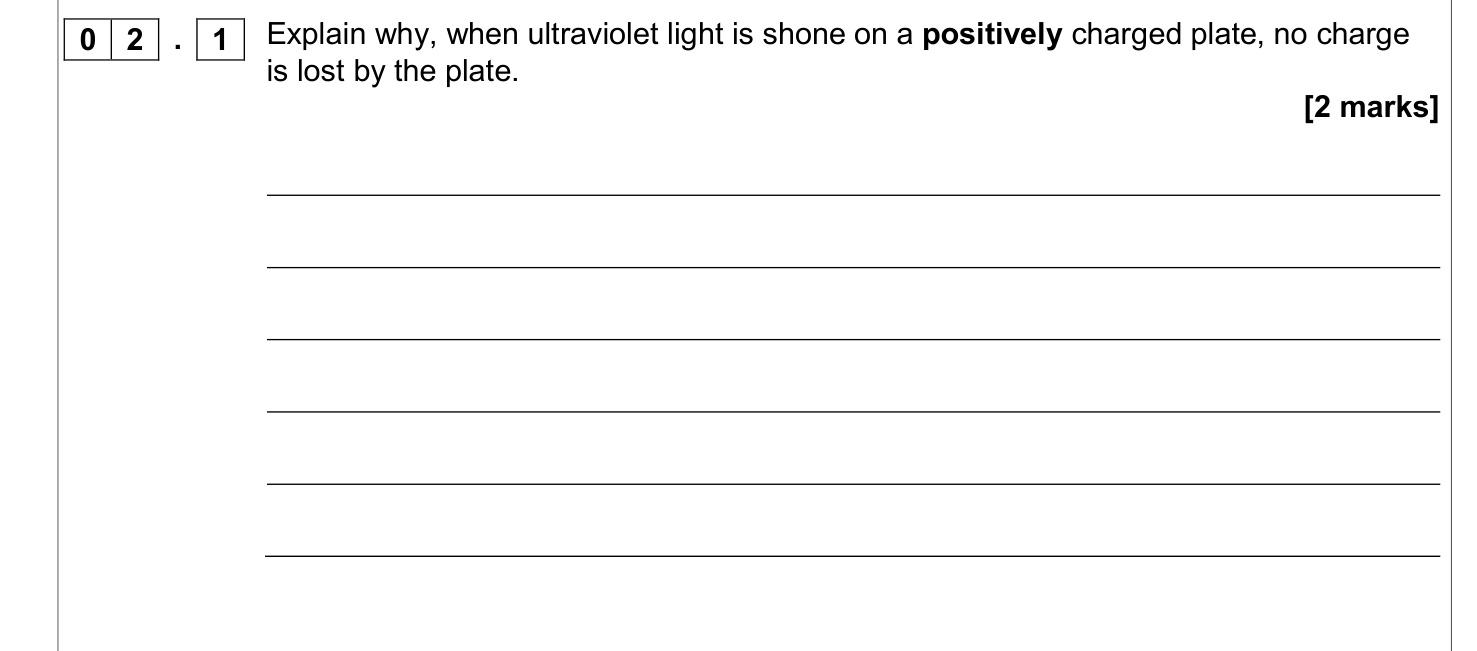 0 2 . 1 Explain why, when ultraviolet light is shone on a positively charged plate, no charge
is lost by the plate.
[2 marks]